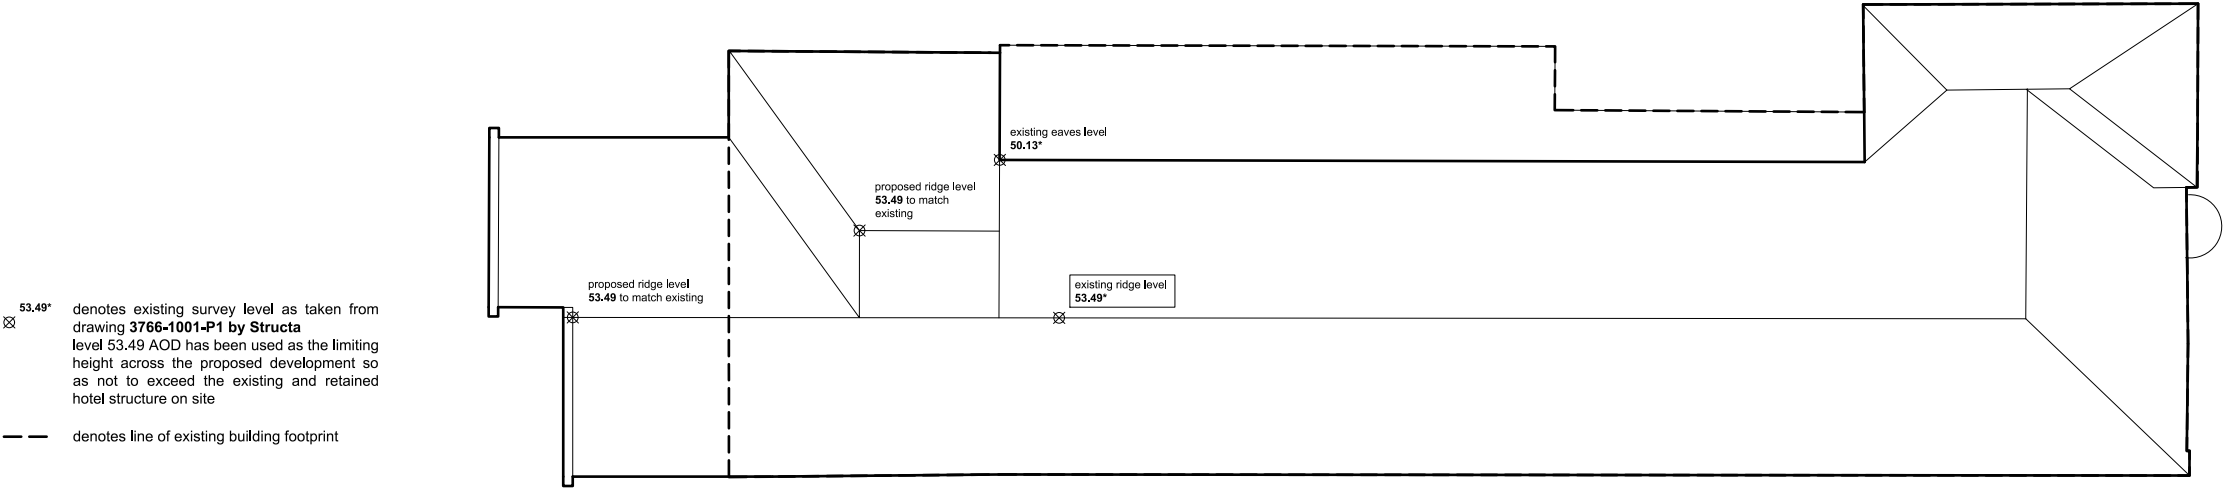 existing eaves level
50.13*
proposed ridge level
53.49 to match
existing
proposed ridge level
53.49 to match existing
existing ridge level
53.49*
53.49*
denotes existing survey level as taken from
drawing 3766-1001-P1 by Structa
level 53.49 AOD has been used as the limiting
height across the proposed development so
as not to exceed the existing and retained
hotel structure on site
denotes line of existing building footprint